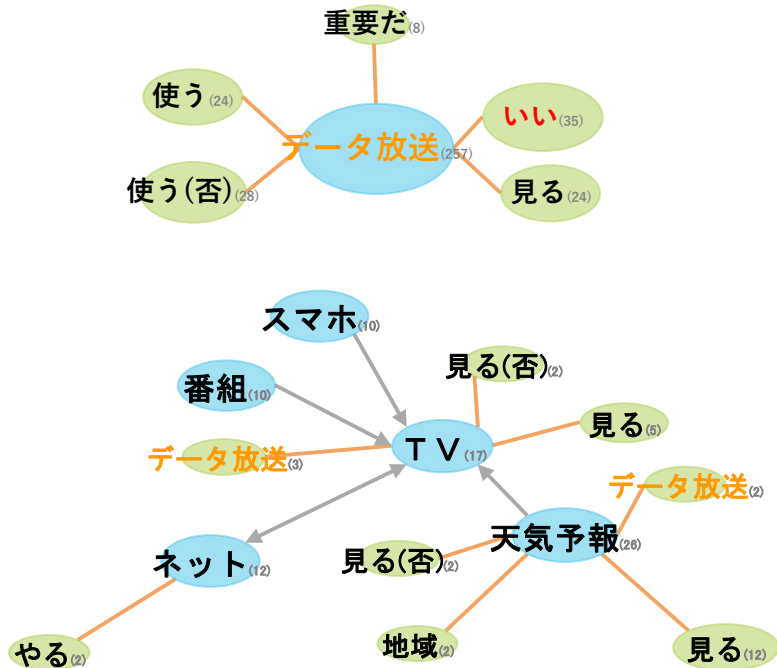 重要だ(8)
使う(24)
いい(35)
データ放送(257)
使う(否)(28)
見る(24)
スマホ(10)
見る(否)(2)
番組(10)
見る(5)
TV(17)
データ放送(3)
データ放送(2)
天気予報(26)
ネット(12)
見る(否)(2)
地域(2)
見る(12)
やる(2)